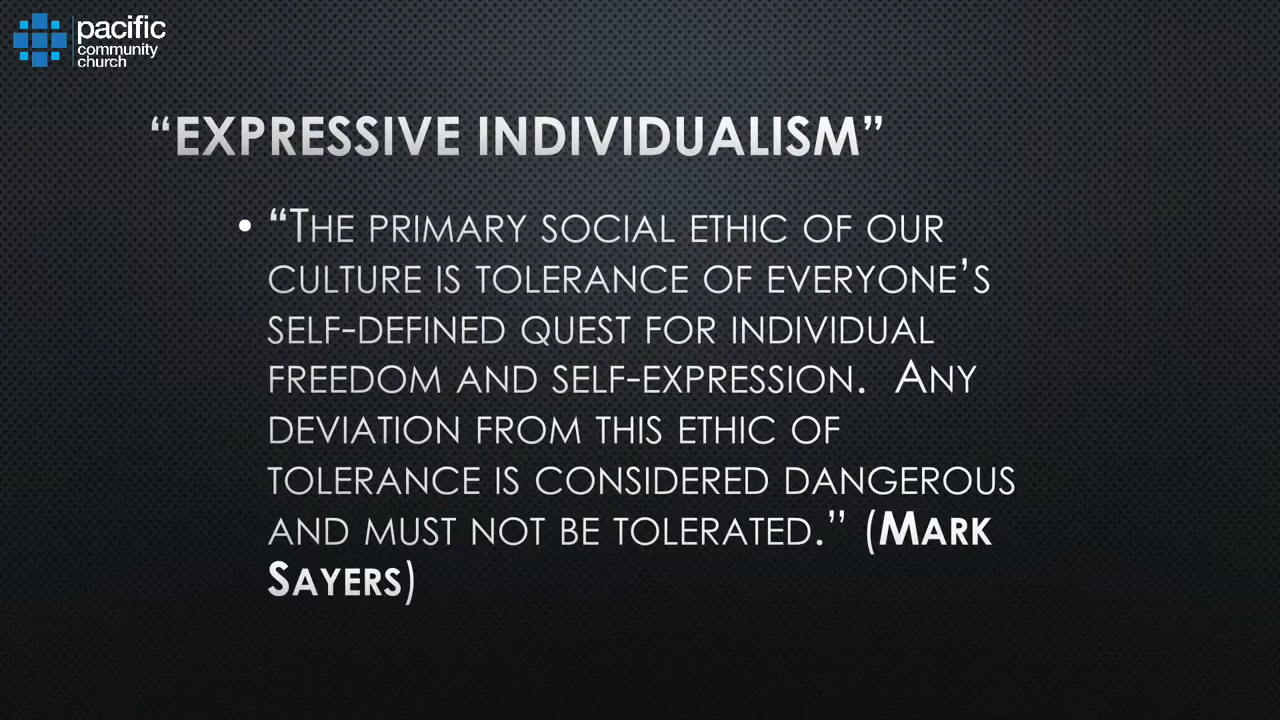 pacific
community
church
“EXPRESSIVE INDIVIDUALISM”
• “THE PRIMARY SOCIAL ETHIC OF OUR
CULTURE IS TOLERANCE OF EVERYONE’S
SELF-DEFINED QUEST FOR INDIVIDUAL
FREEDOM AND SELF-EXPRESSION.  ANY
DEVIATION FROM THIS ETHIC OF
TOLERANCE IS CONSIDERED DANGEROUS
AND MUST NOT BE TOLERATED.” (MARK
SAYERS)